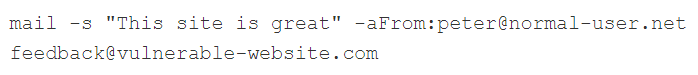 mail -s "This site is great" -aFrom:peter@normal-user.net
feedback@vulnerable-website.com